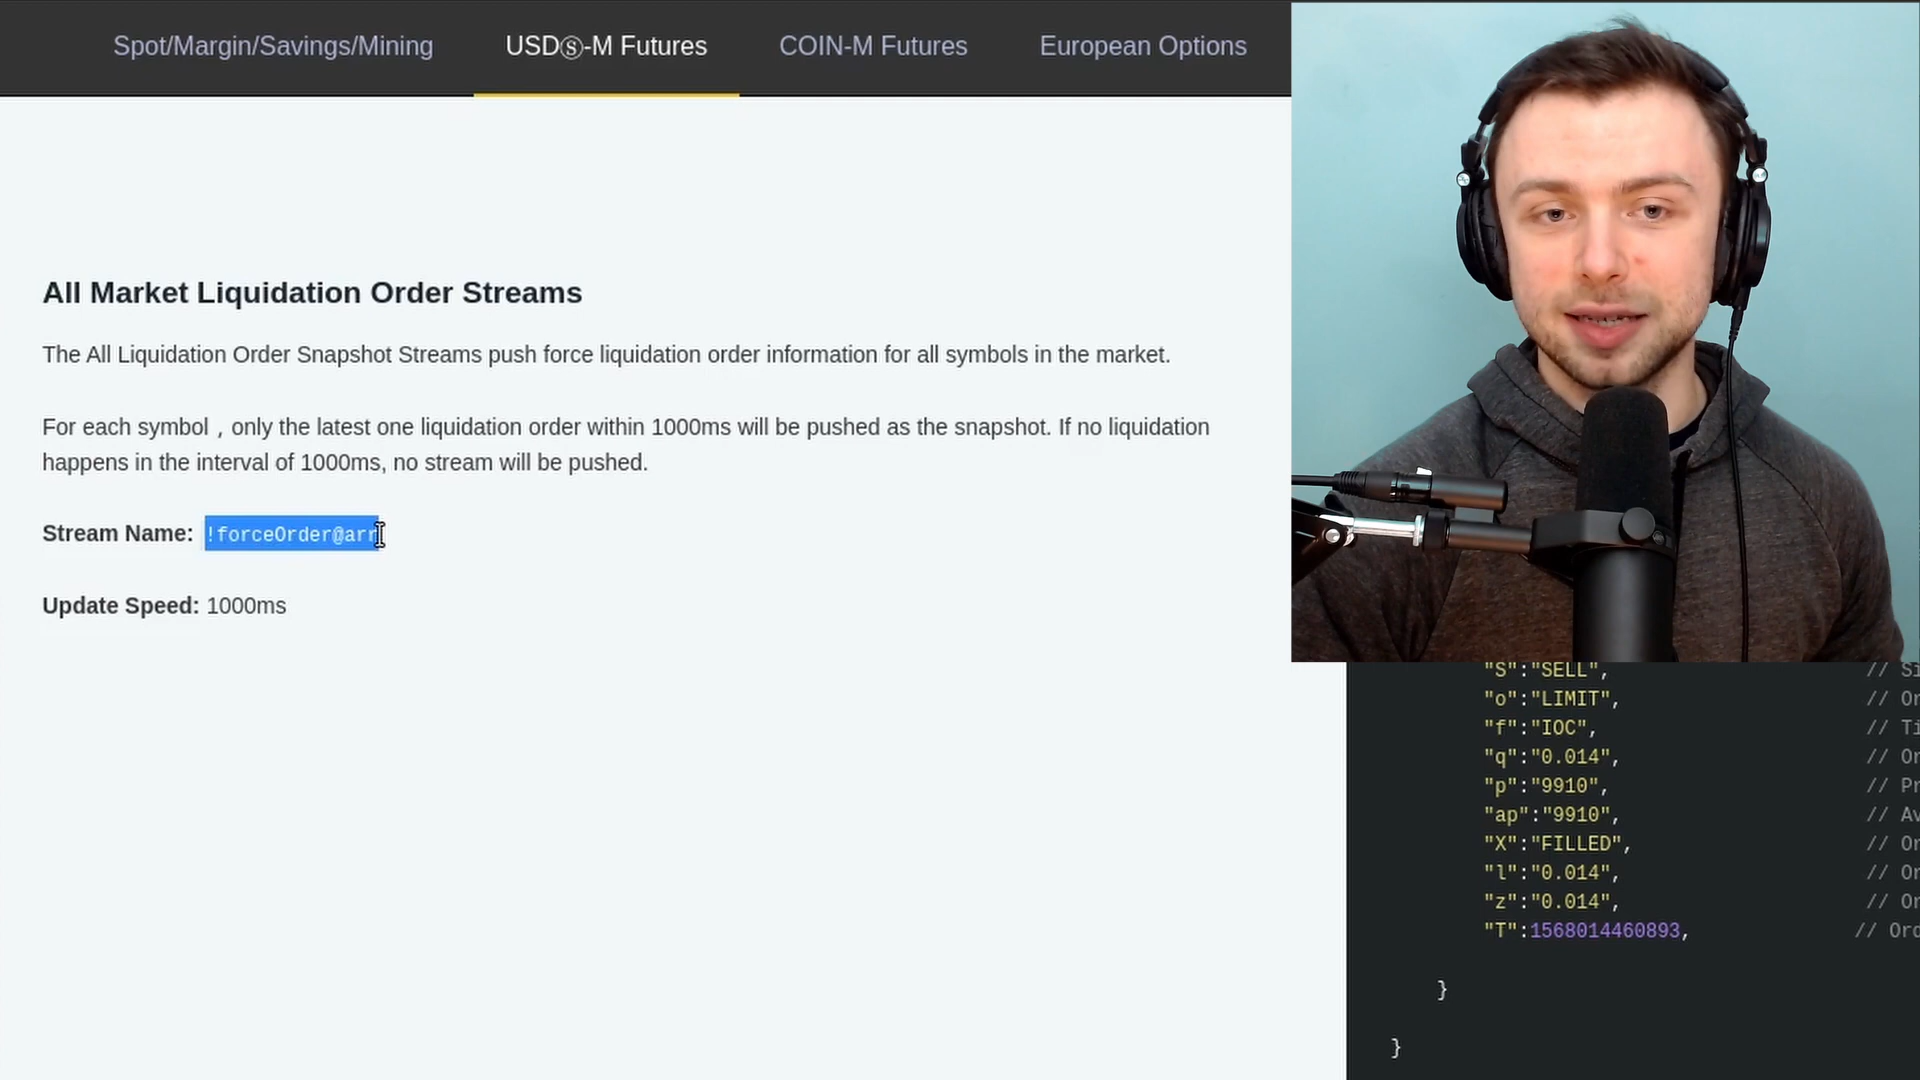 Spot/Margin/Savings/Mining
USDⓈ-M Futures
COIN-M Futures
European Options
All Market Liquidation Order Streams
The All Liquidation Order Snapshot Streams push force liquidation order information for all symbols in the market.
For each symbol，only the latest one liquidation order within 1000ms will be pushed as the snapshot. If no liquidation
happens in the interval of 1000ms, no stream will be pushed.
Stream Name: !forceOrder@arr
Update Speed: 1000ms
"S":"SELL", //
"o":"LIMIT", //
"f":"IOC", //
"q":"0.014", //
"p":"9910", //
"ap":"9910", //
"X":"FILLED", //
"l":"0.014", //
"z":"0.014", //
"T":1568014460893, //
}
}